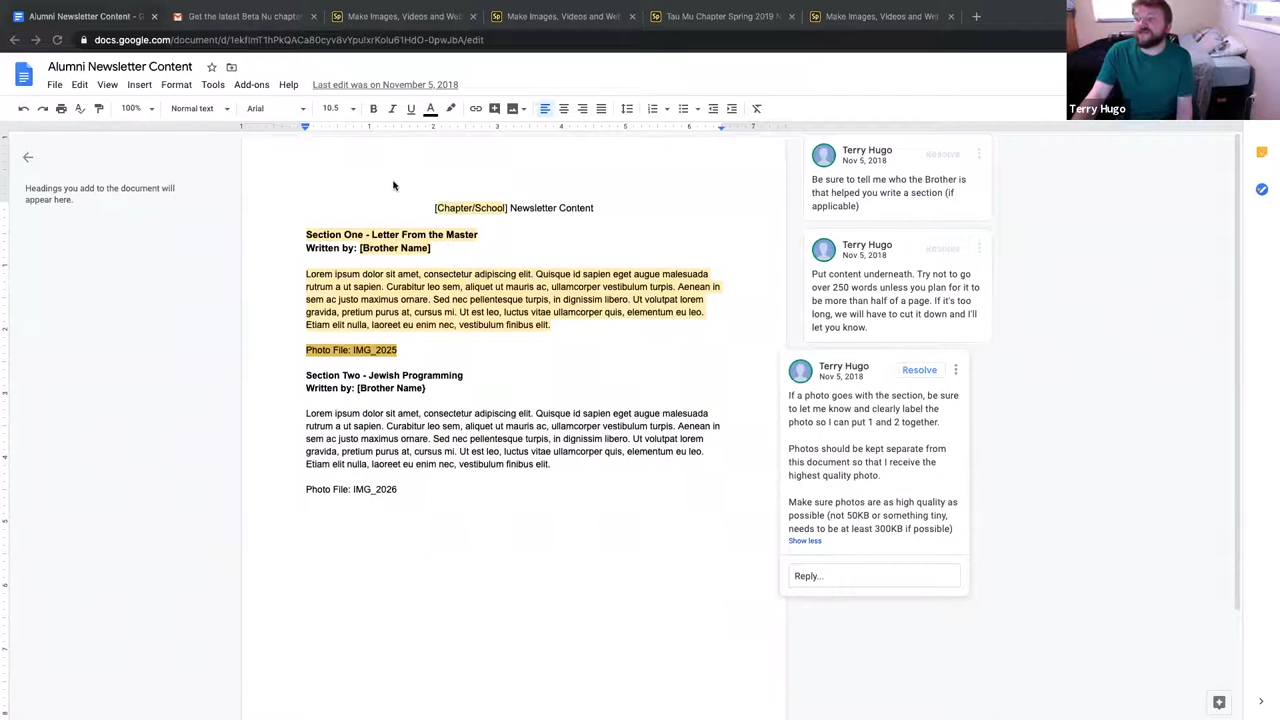 Alumni Newsletter Content - G
Get the latest Beta Nu chapter
Make Images, Videos and Web
Make Images, Videos and Web
Tau Mu Chapter Spring 2019 N
Make Images, Videos and Web
Alumni Newsletter Content
File Edit View Insert Format Tools Add-ons Help Last edit was on November 5, 2018
100% Normal text Arial 10.5
Terry Hugo
Headings you add to the document will
appear here.
[Chapter/School] Newsletter Content
Section One - Letter From the Master
Written by: [Brother Name]
Lorem ipsum dolor sit amet, consectetur adipiscing elit. Quisque id sapien eget augue malesuada
rutrum a ut sapien. Curabitur leo sem, aliquet ut mauris ac, ullamcorper vestibulum turpis. Aenean in
sem ac justo maximus ornare. Sed nec pellentesque turpis, in dignissim libero. Ut volutpat lorem
gravida, pretium purus at, cursus mi. Ut est leo, luctus vitae ullamcorper quis, elementum eu leo.
Etiam elit nulla, laoreet eu enim nec, vestibulum finibus elit.
Photo File: IMG_2025
Section Two - Jewish Programming
Written by: [Brother Name}
Lorem ipsum dolor sit amet, consectetur adipiscing elit. Quisque id sapien eget augue malesuada
rutrum a ut sapien. Curabitur leo sem, aliquet ut mauris ac, ullamcorper vestibulum turpis. Aenean in
sem ac justo maximus ornare. Sed nec pellentesque turpis, in dignissim libero. Ut volutpat lorem
gravida, pretium purus at, cursus mi. Ut est leo, luctus vitae ullamcorper quis, elementum eu leo.
Etiam elit nulla, laoreet eu enim nec, vestibulum finibus elit.
Photo File: IMG_2026
Terry Hugo
Nov 5, 2018
Resolve
Be sure to tell me who the Brother is
that helped you write a section (if
applicable)
Terry Hugo
Nov 5, 2018
Resolve
Put content underneath. Try not to go
over 250 words unless you plan for it to
be more than half of a page. If it's too
long, we will have to cut it down and I'll
let you know.
Terry Hugo
Nov 5, 2018
Resolve
If a photo goes with the section, be sure
to let me know and clearly label the
photo so I can put 1 and 2 together.
Photos should be kept separate from
this document so that I receive the
highest quality photo.
Make sure photos are as high quality as
possible (not 50KB or something tiny,
needs to be at least 300KB if possible)
Show less
Reply...